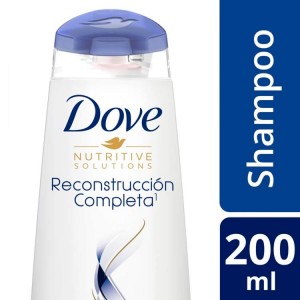 Dove
NUTRITIVE
SOLUTIONS
Reconstrucción
Completa¹
Shampoo
200
ml